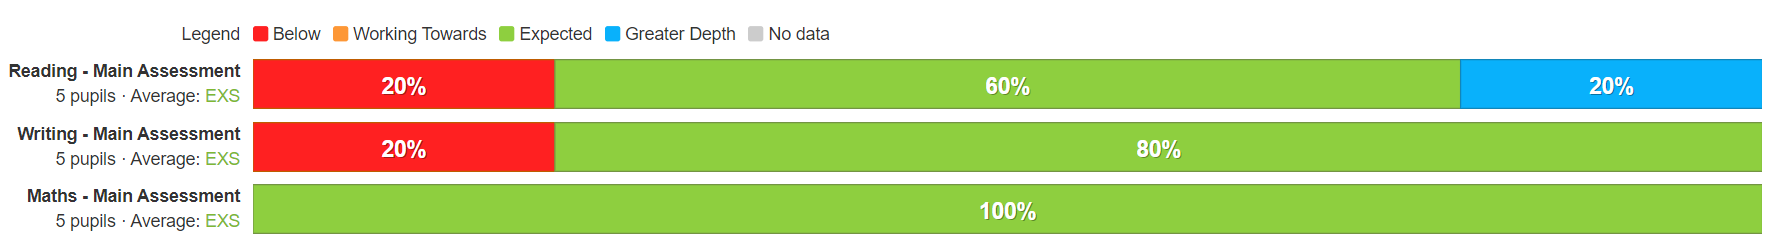 Legend Below Working Towards Expected Greater Depth No data
Reading - Main Assessment
5 pupils · Average: EXS
20% 60% 20%
Writing - Main Assessment
5 pupils · Average: EXS
20% 80%
Maths - Main Assessment
5 pupils · Average: EXS
100%